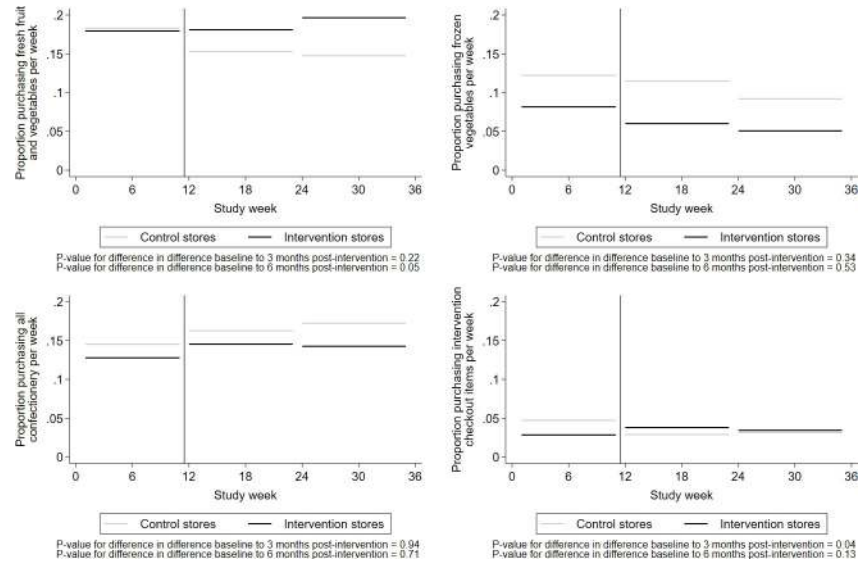 Proportion purchasing fresh fruit
and vegetables per week
.2
.15
.1
.05
0
0 6 12 18 24 30 36
Study week
Control stores Intervention stores
P-value for difference in difference baseline to 3 months post-intervention = 0.22
P-value for difference in difference baseline to 6 months post-intervention = 0.05
Proportion purchasing frozen
vegetables per week
.2
.15
.1
.05
0
0 6 12 18 24 30 36
Study week
Control stores Intervention stores
P-value for difference in difference baseline to 3 months post-intervention = 0.34
P-value for difference in difference baseline to 6 months post-intervention = 0.53
Proportion purchasing all
confectionery per week
.2
.15
.1
.05
0
0 6 12 18 24 30 36
Study week
Control stores Intervention stores
P-value for difference in difference baseline to 3 months post-intervention = 0.94
P-value for difference in difference baseline to 6 months post-intervention = 0.71
Proportion purchasing intervention
checkout items per week
.2
.15
.1
.05
0
0 6 12 18 24 30 36
Study week
Control stores Intervention stores
P-value for difference in difference baseline to 3 months post-intervention = 0.04
P-value for difference in difference baseline to 6 months post-intervention = 0.13